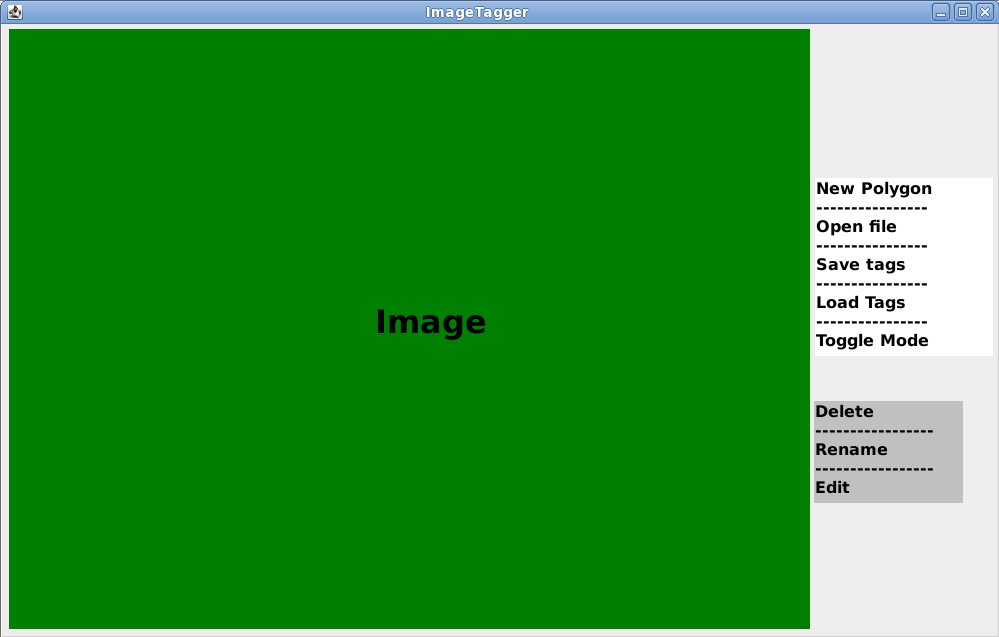 ImageTagger
Image
New Polygon
----------------
Open file
----------------
Save tags
----------------
Load Tags
----------------
Toggle Mode
Delete
-----------------
Rename
-----------------
Edit